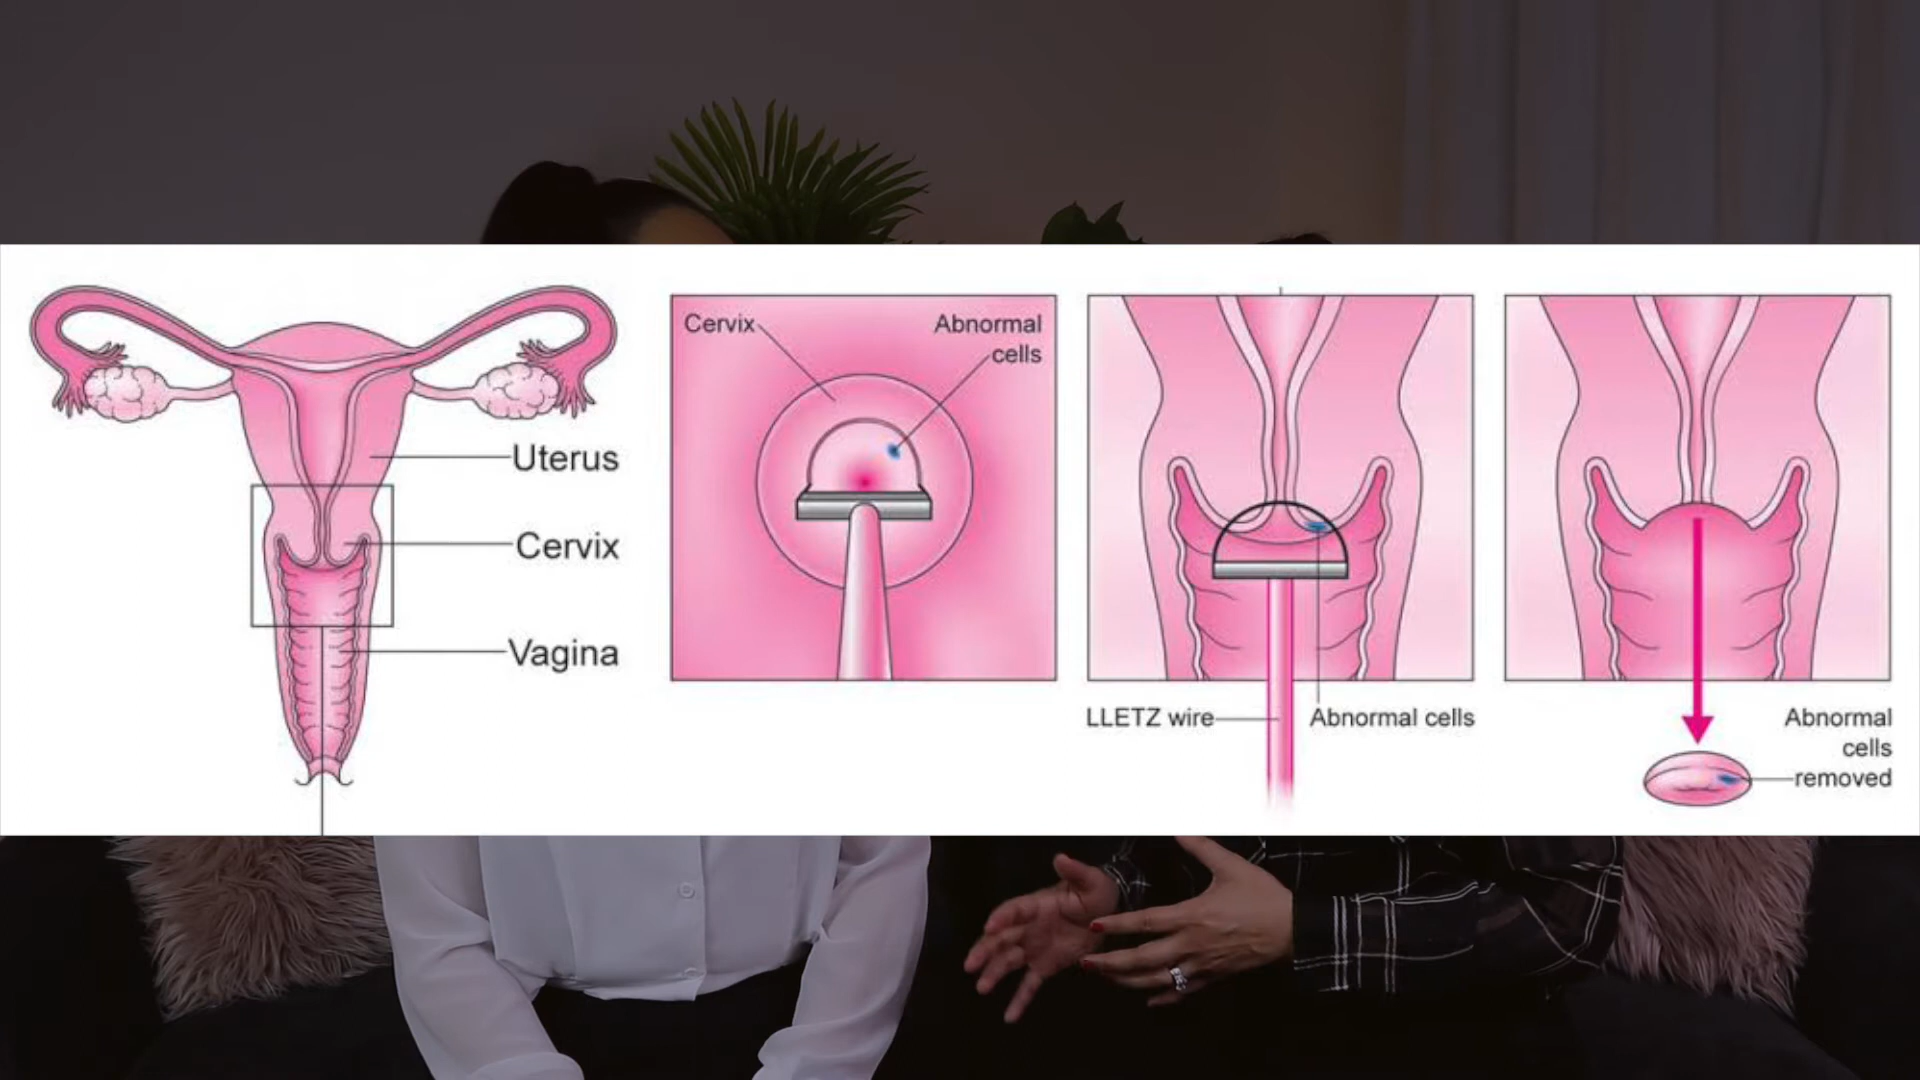 Uterus
Cervix
Vagina
Cervix
Abnormal
cells
LLETZ wire
Abnormal cells
Abnormal
cells
removed